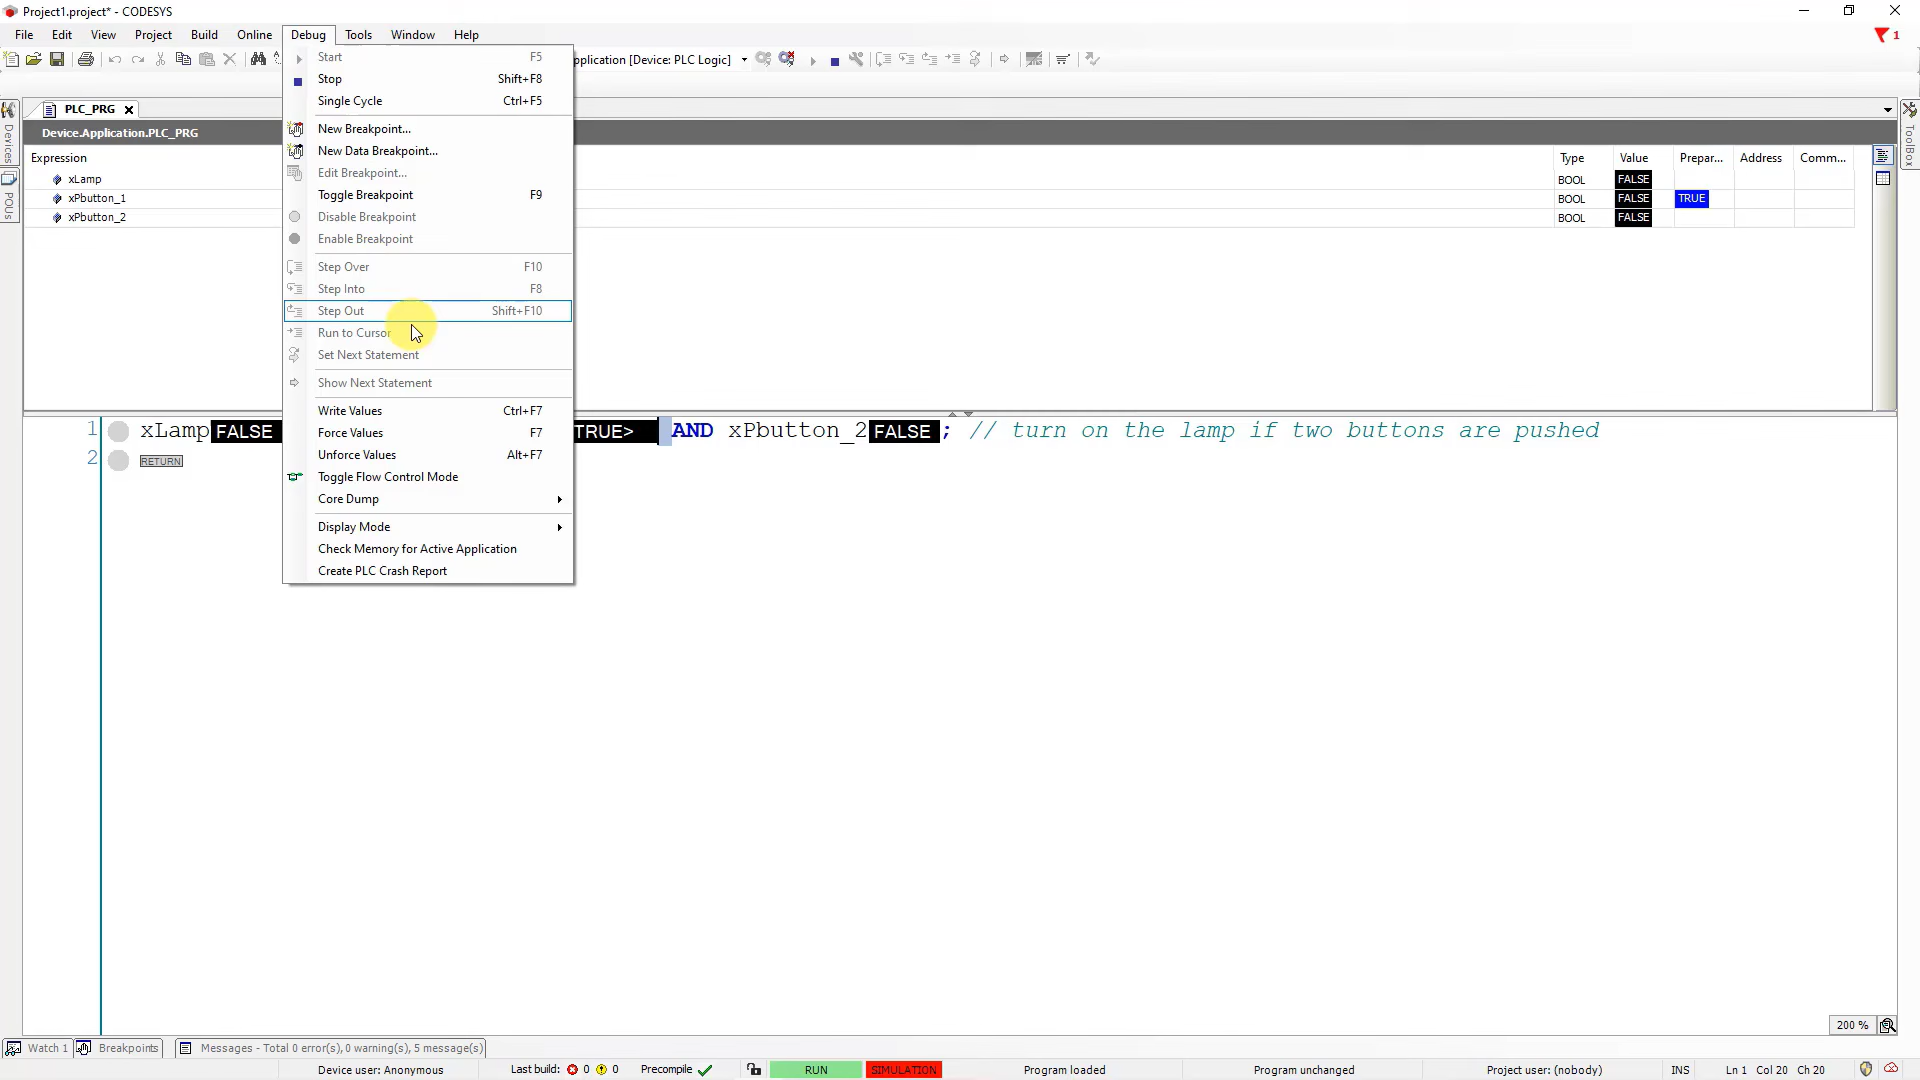 Project1.project* - CODESYS
File Edit View Project Build Online Debug Tools Window Help
1
pplication [Device: PLC Logic]
Start F5
Stop Shift+F8
Single Cycle Ctrl+F5
New Breakpoint...
New Data Breakpoint...
Edit Breakpoint...
Toggle Breakpoint F9
Disable Breakpoint
Enable Breakpoint
Step Over F10
Step Into F8
Step Out Shift+F10
Run to Cursor
Set Next Statement
Show Next Statement
Write Values Ctrl+F7
Force Values F7
Unforce Values Alt+F7
Toggle Flow Control Mode
Core Dump
Display Mode
Check Memory for Active Application
Create PLC Crash Report
Devices
POUs
ToolBox
PLC_PRG
Device.Application.PLC_PRG
Expression Type Value Prepar... Address Comm...
xLamp BOOL FALSE
xPbutton_1 BOOL FALSE TRUE
xPbutton_2 BOOL FALSE
1 xLamp FALSE TRUE> AND xPbutton_2 FALSE ; // turn on the lamp if two buttons are pushed
2 RETURN
200 %
Watch 1 Breakpoints Messages - Total 0 error(s), 0 warning(s), 5 message(s)
Device user: Anonymous Last build: 0 0 Precompile RUN SIMULATION Program loaded Program unchanged Project user: (nobody) INS Ln 1 Col 20 Ch 20